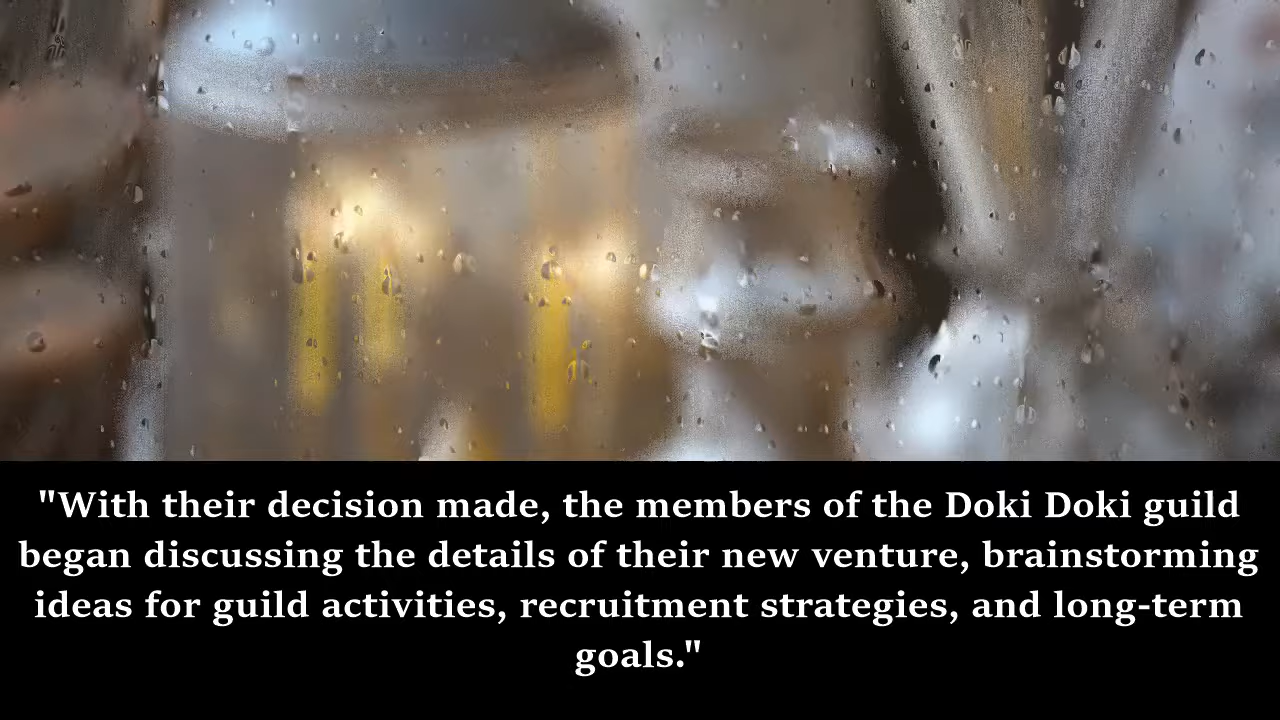 "With their decision made, the members of the Doki Doki guild
began discussing the details of their new venture, brainstorming
ideas for guild activities, recruitment strategies, and long-term
goals."